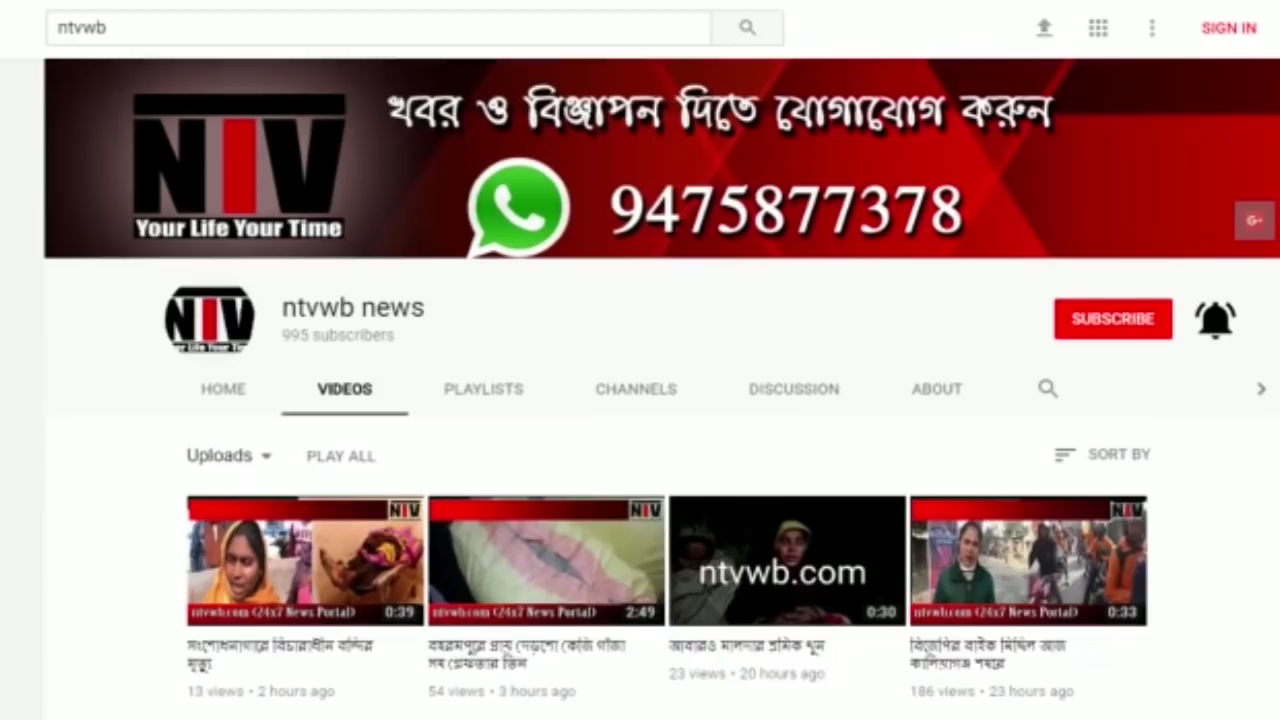 ntvwb
SIGN IN
NTV
খবর ও বিজ্ঞাপন দিতে যোগাযোগ করুন
Your Life Your Time
9475877378
G+
NTV
ntvwb news
995 subscribers
SUBSCRIBE
HOME VIDEOS PLAYLISTS CHANNELS DISCUSSION ABOUT
Uploads PLAY ALL SORT BY
NTV NTV NTV
ntvwb.com
ntvwb.com (24x7 News Portal) 0:39 ntvwb.com (24x7 News Portal) 2:49 0:30 ntvwb.com (24x7 News Portal) 0:33
সংশোধনাগারে বিচারাধীন বন্দির
মৃত্যু
13 views • 2 hours ago
বহরমপুরে প্রায় দেড়শো কেজি গাঁজা
সহ গ্রেফতার তিন
54 views • 3 hours ago
আবারও মালদার শ্রমিক খুন
23 views • 20 hours ago
বিজেপির বাইক মিছিল আজ
কালিয়াগঞ্জ শহরে
186 views • 23 hours ago